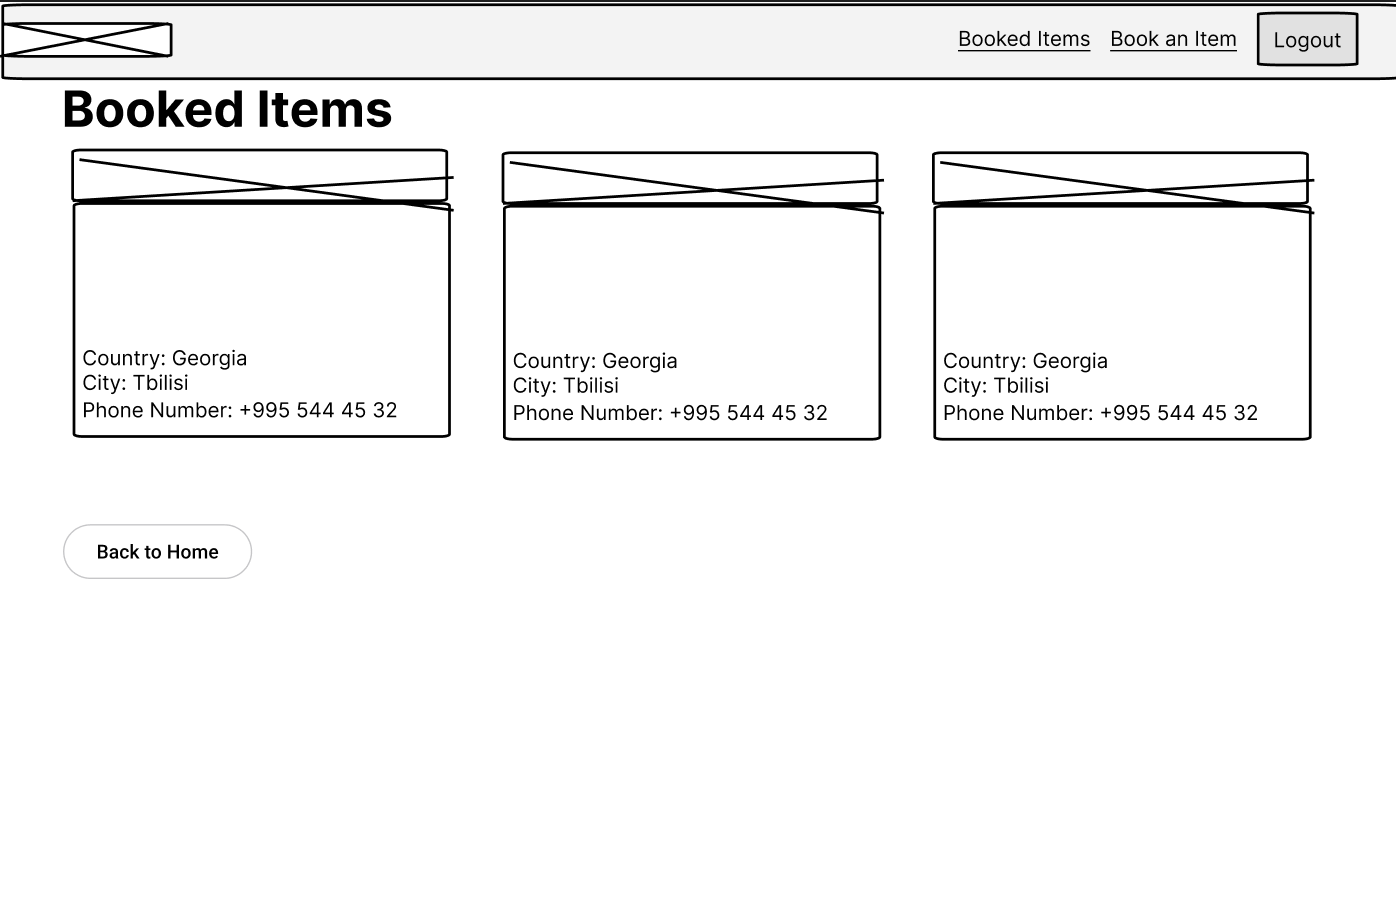 Booked Items Book an Item Logout
Booked Items
Country: Georgia
City: Tbilisi
Phone Number: +995 544 45 32
Country: Georgia
City: Tbilisi
Phone Number: +995 544 45 32
Country: Georgia
City: Tbilisi
Phone Number: +995 544 45 32
Back to Home